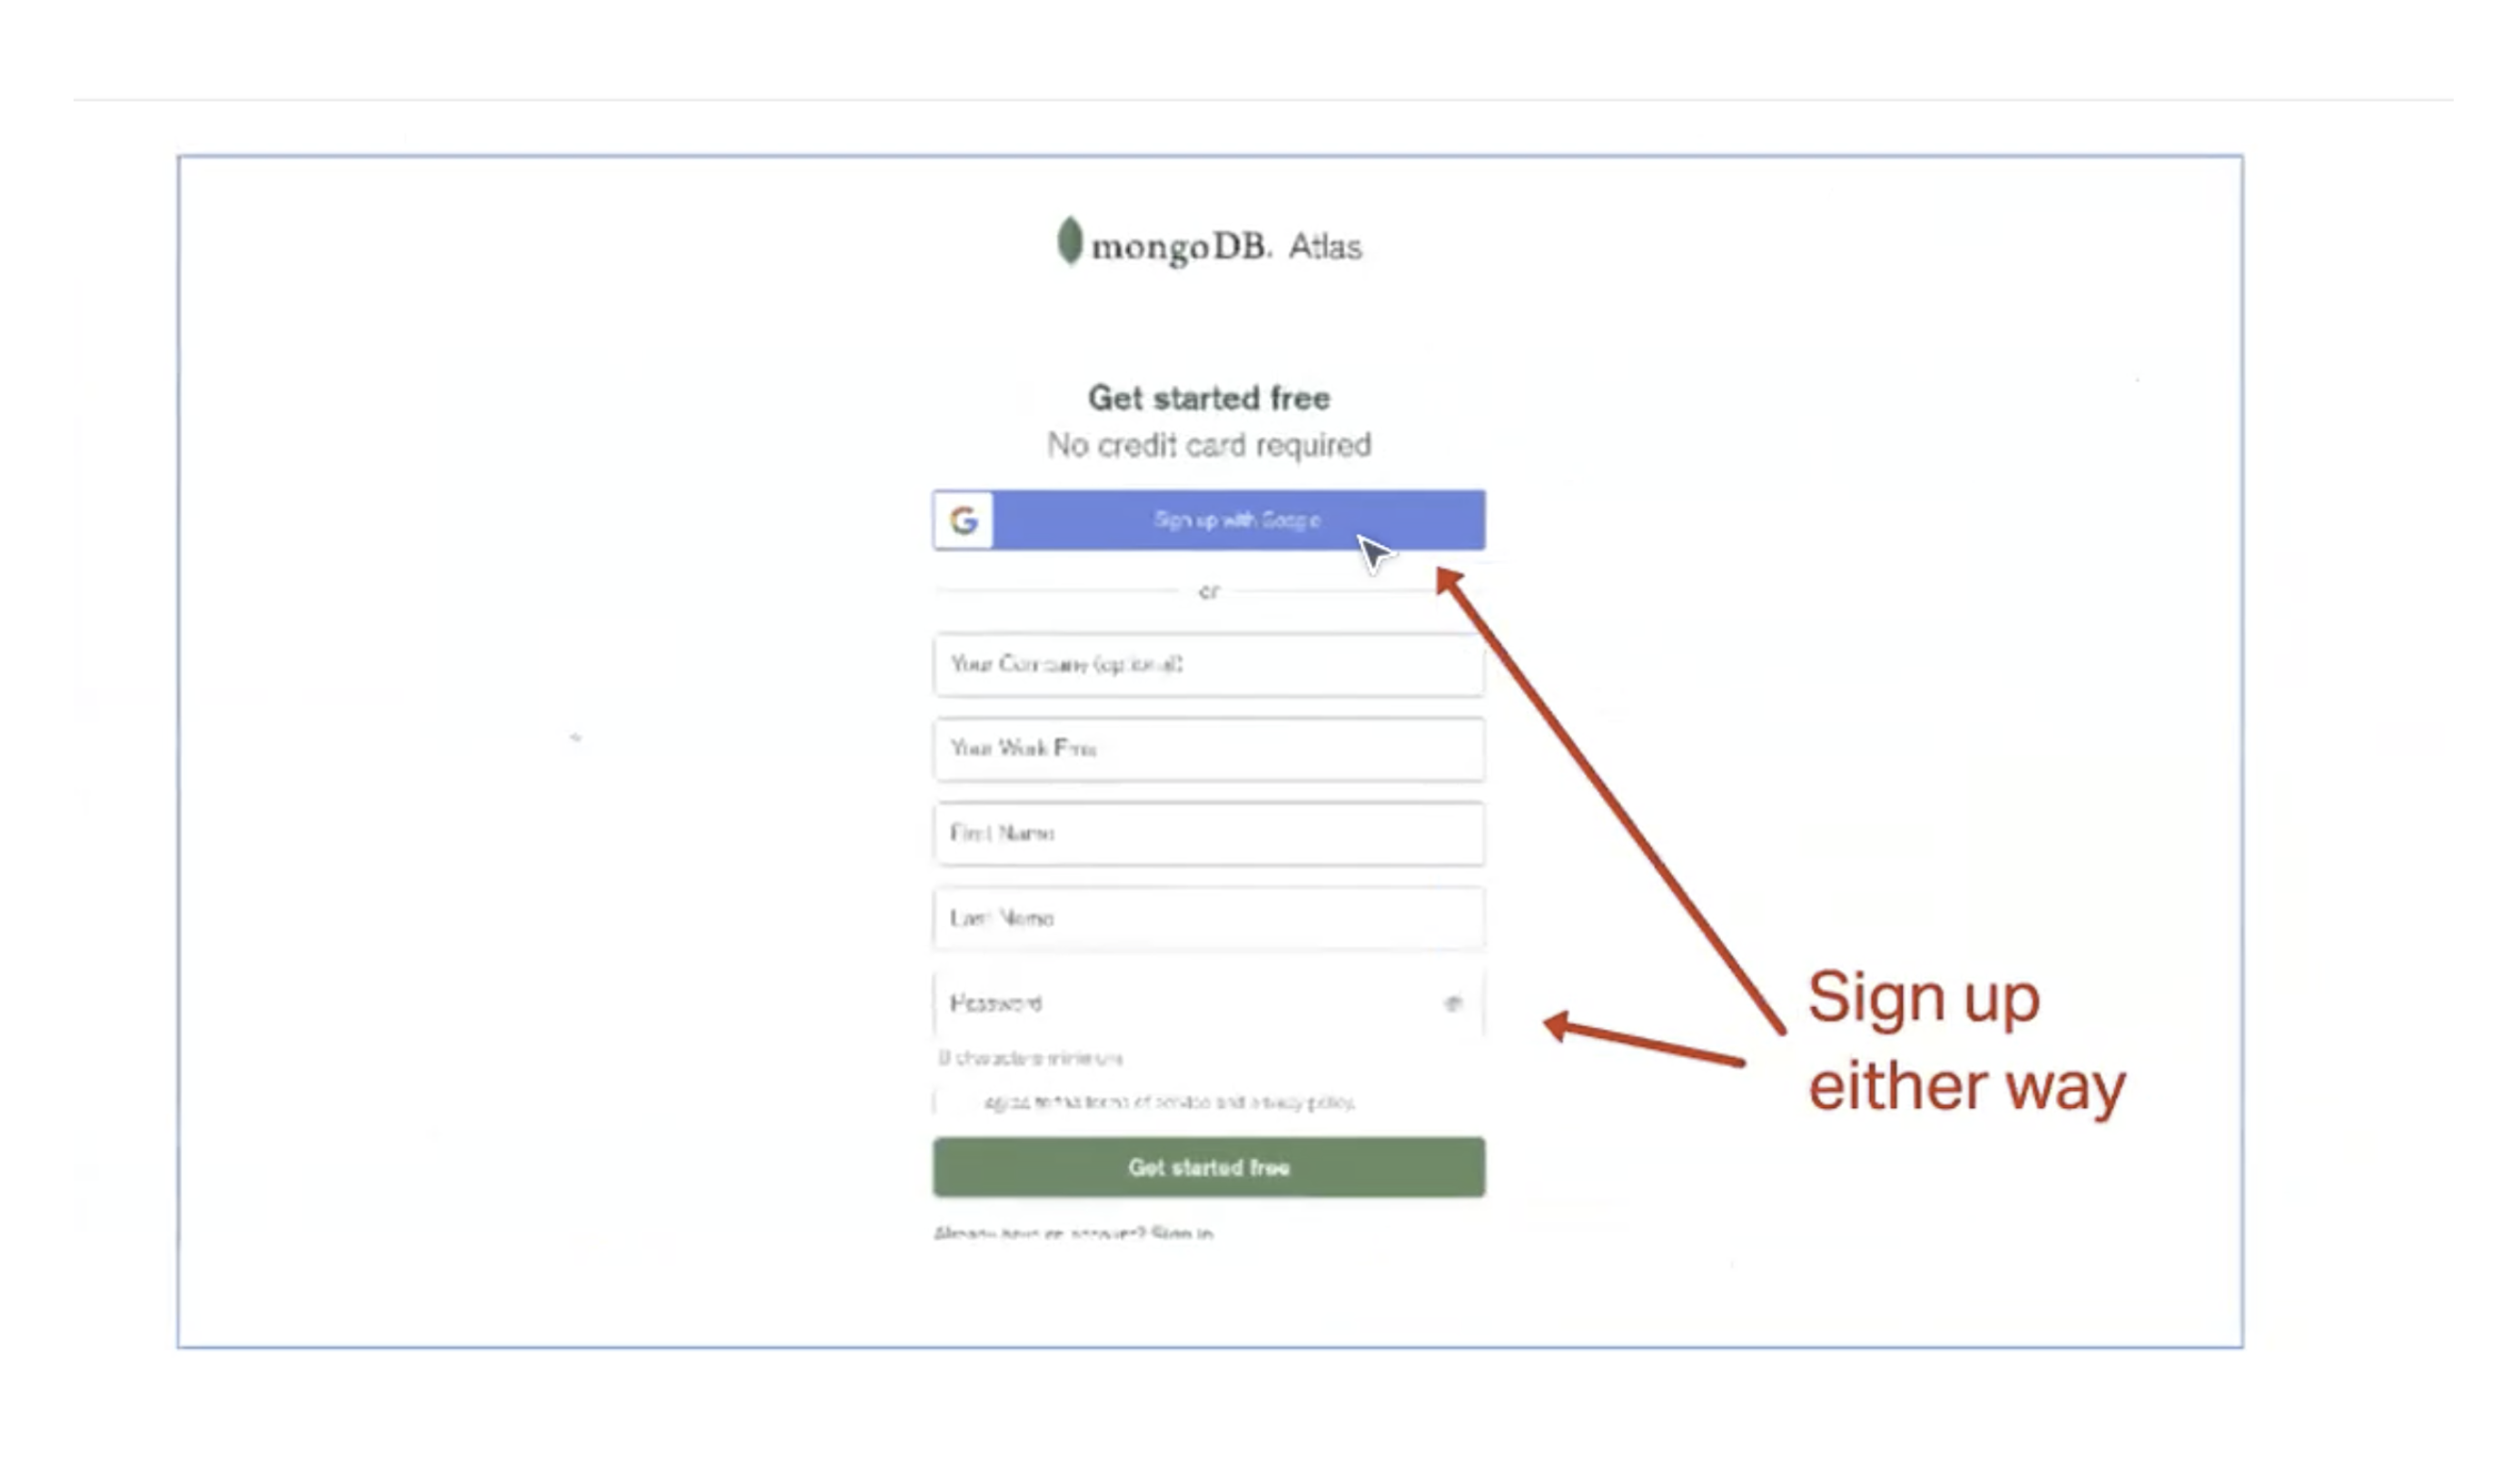 mongoDB. Atlas
Get started free
No credit card required
Sign up with Google
or
Your Company (optional)
Your Work Email
First Name
Last Name
Password
8 characters minimum
agree to the terms of service and privacy policy.
Get started free
Already have an account? Sign in
Sign up
either way